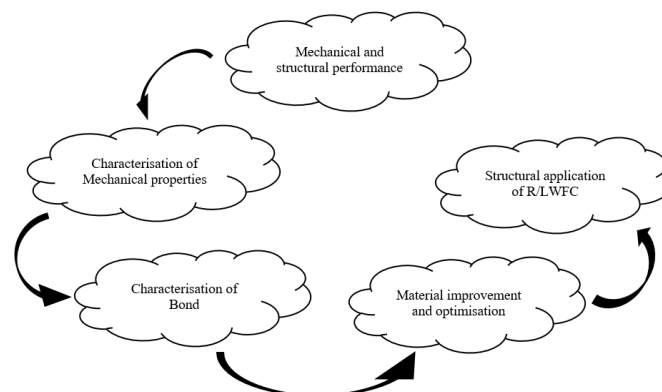 Mechanical and
structural performance
Characterisation of
Mechanical properties
Characterisation of
Bond
Material improvement
and optimisation
Structural application
of R/LWFC